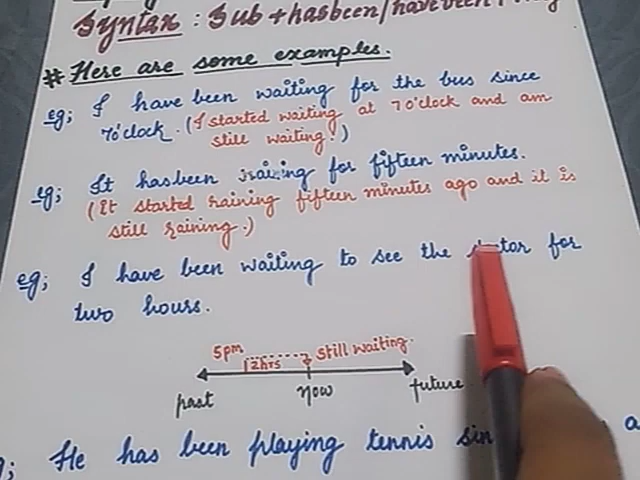 Syntax : Sub + hasbeen/have been +
# Here are some examples.
eg; I have been waiting for the bus since
7o'clock. (I started waiting at 7 o'clock and am
still waiting.)
eg; It hasbeen raining for fifteen minutes.
(It started raining fifteen minutes ago and it is
still raining.)
eg; I have been waiting to see the for
two hours.
5pm 2hrs still waiting.
past now future
He has been playing tennis